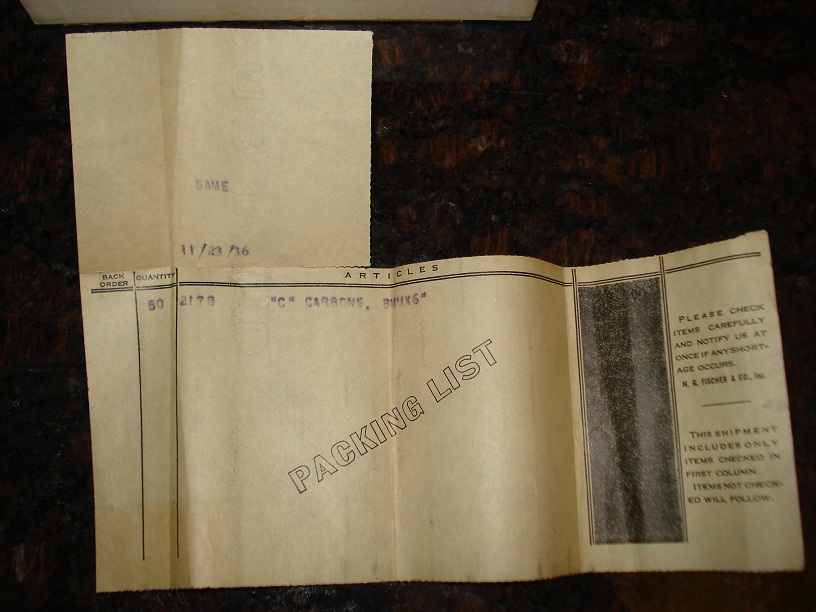 SAME
11/23/36
BACK ORDER QUANTITY ARTICLES
50 2178 "C" CARBONS,
PACKING LIST
PLEASE CHECK
ITEMS CAREFULLY
AND NOTIFY US AT
ONCE IF ANY SHORT-
AGE OCCURS.
H. G. FISCHER & CO., Inc.
THIS SHIPMENT
INCLUDES ONLY
ITEMS CHECKED IN
FIRST COLUMN.
ITEMS NOT CHECK-
ED WILL FOLLOW.